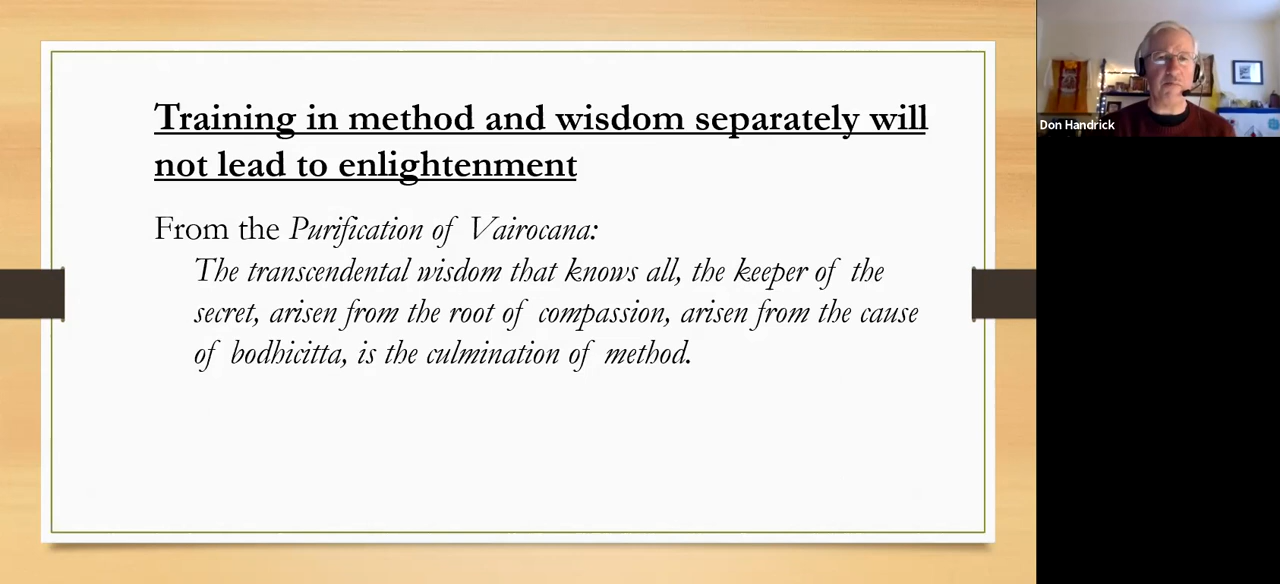 Training in method and wisdom separately will
not lead to enlightenment
From the Purification of Vairocana:
The transcendental wisdom that knows all, the keeper of the
secret, arisen from the root of compassion, arisen from the cause
of bodhicitta, is the culmination of method.
Don Handrick